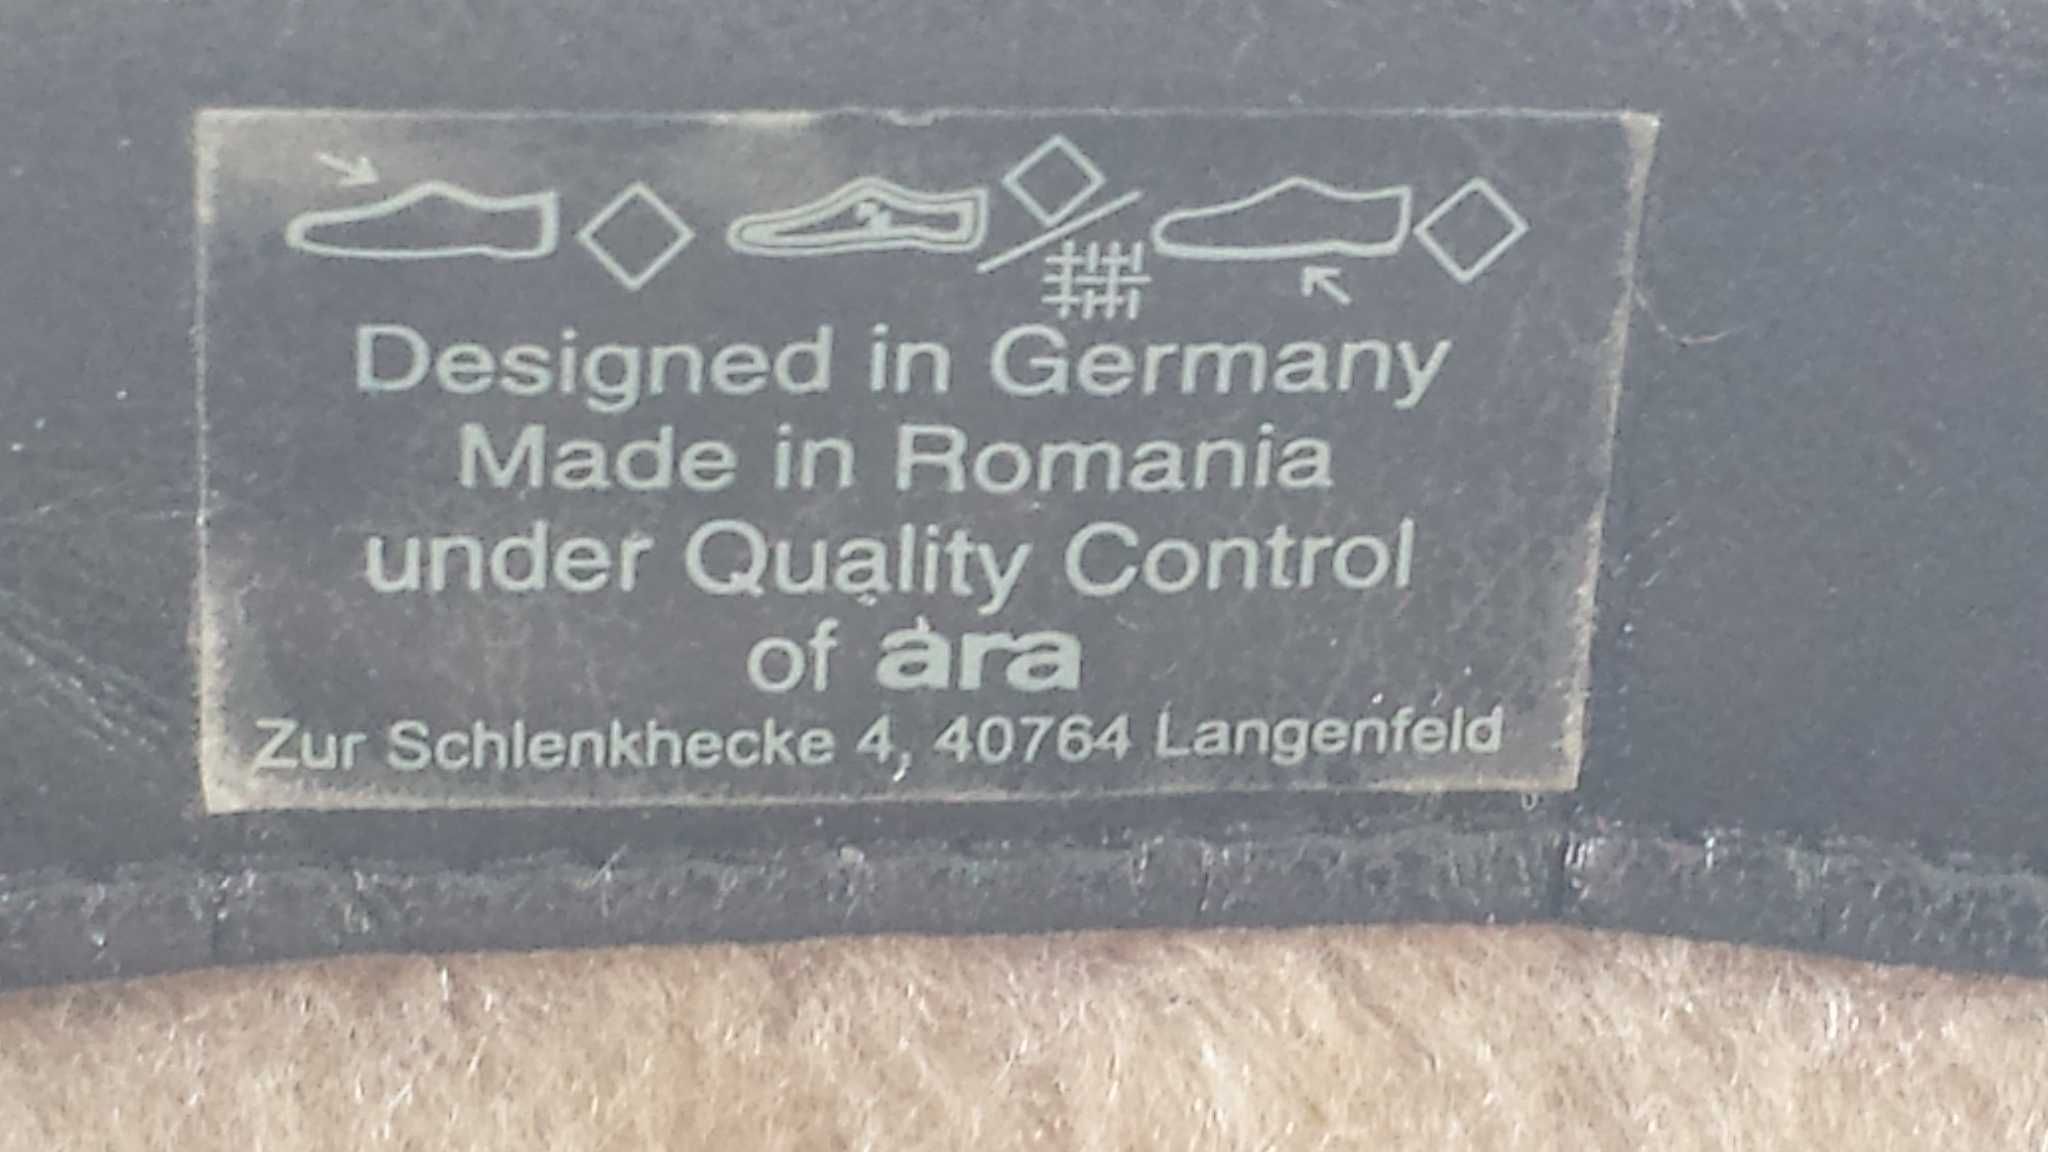 Designed in Germany
Made in Romania
under Quality Control
of ara
Zur Schlenkhecke 4, 40764 Langenfeld